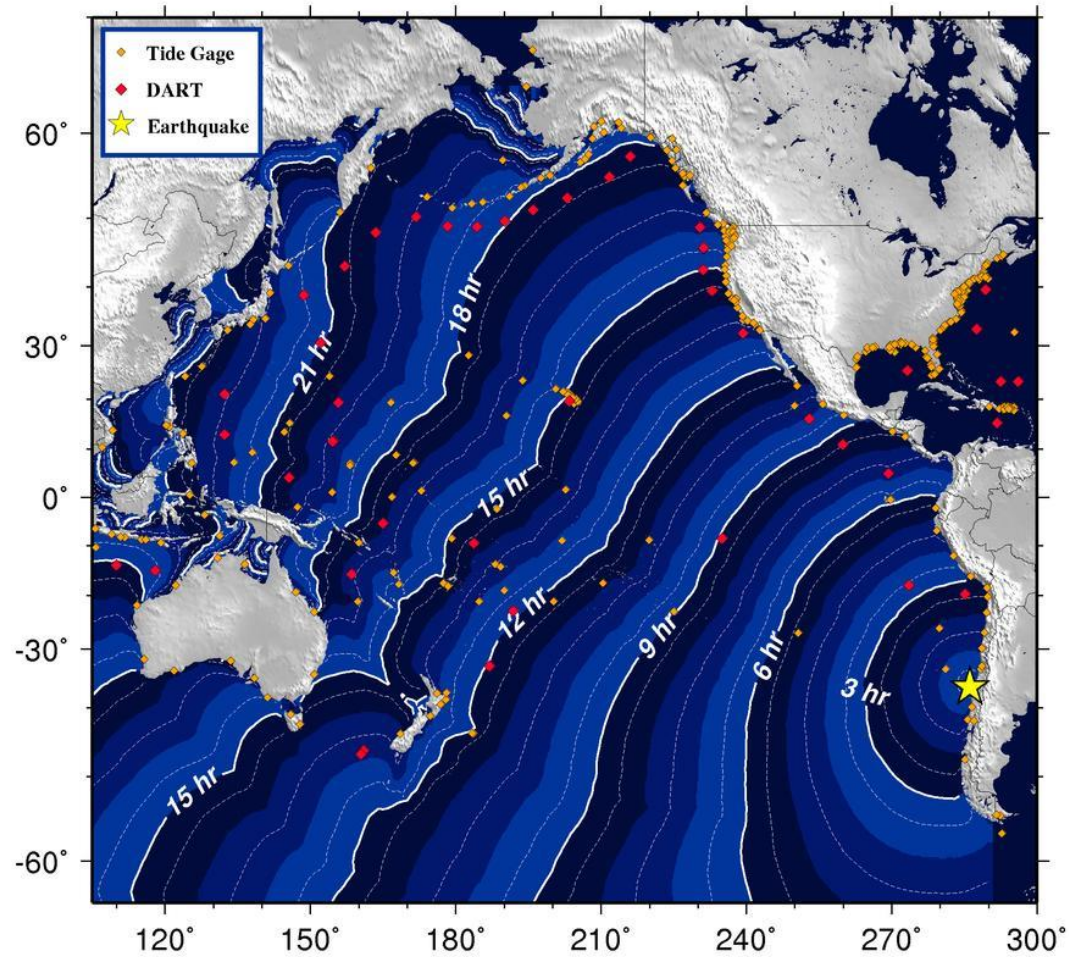 Tide Gage
DART
Earthquake
60°
30°
0°
-30°
-60°
21 hr
18 hr
15 hr
12 hr
9 hr
6 hr
3 hr
15 hr
120°
150°
180°
210°
240°
270°
300°